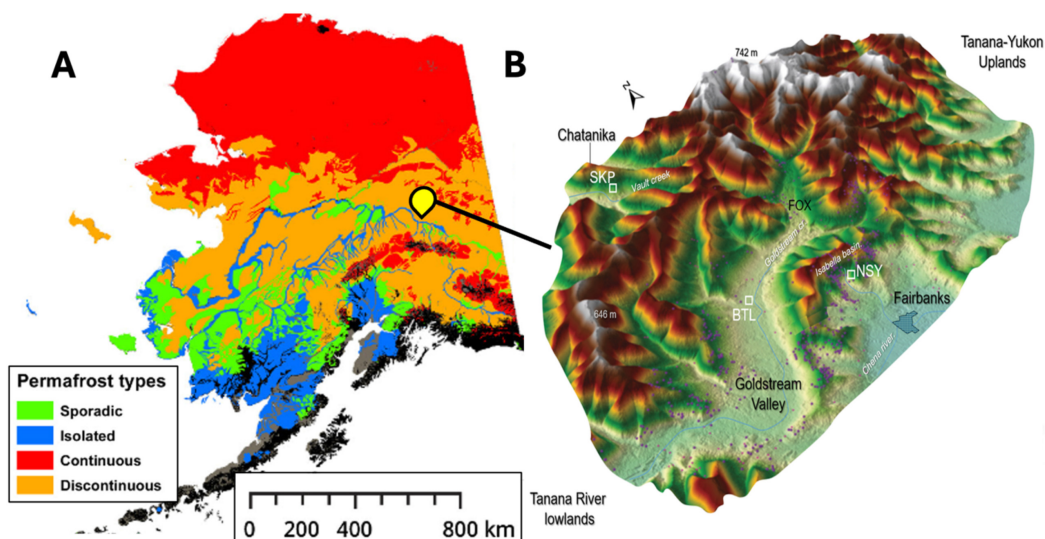 A
Permafrost types
Sporadic
Isolated
Continuous
Discontinuous
0 200 400 800 km
B
742 m
Tanana-Yukon
Uplands
N
Chatanika
SKP
Vault creek
FOX
Goldstream cr.
Isabella basin
NSY
BTL
Fairbanks
646 m
Chena river
Goldstream
Valley
Tanana River
lowlands